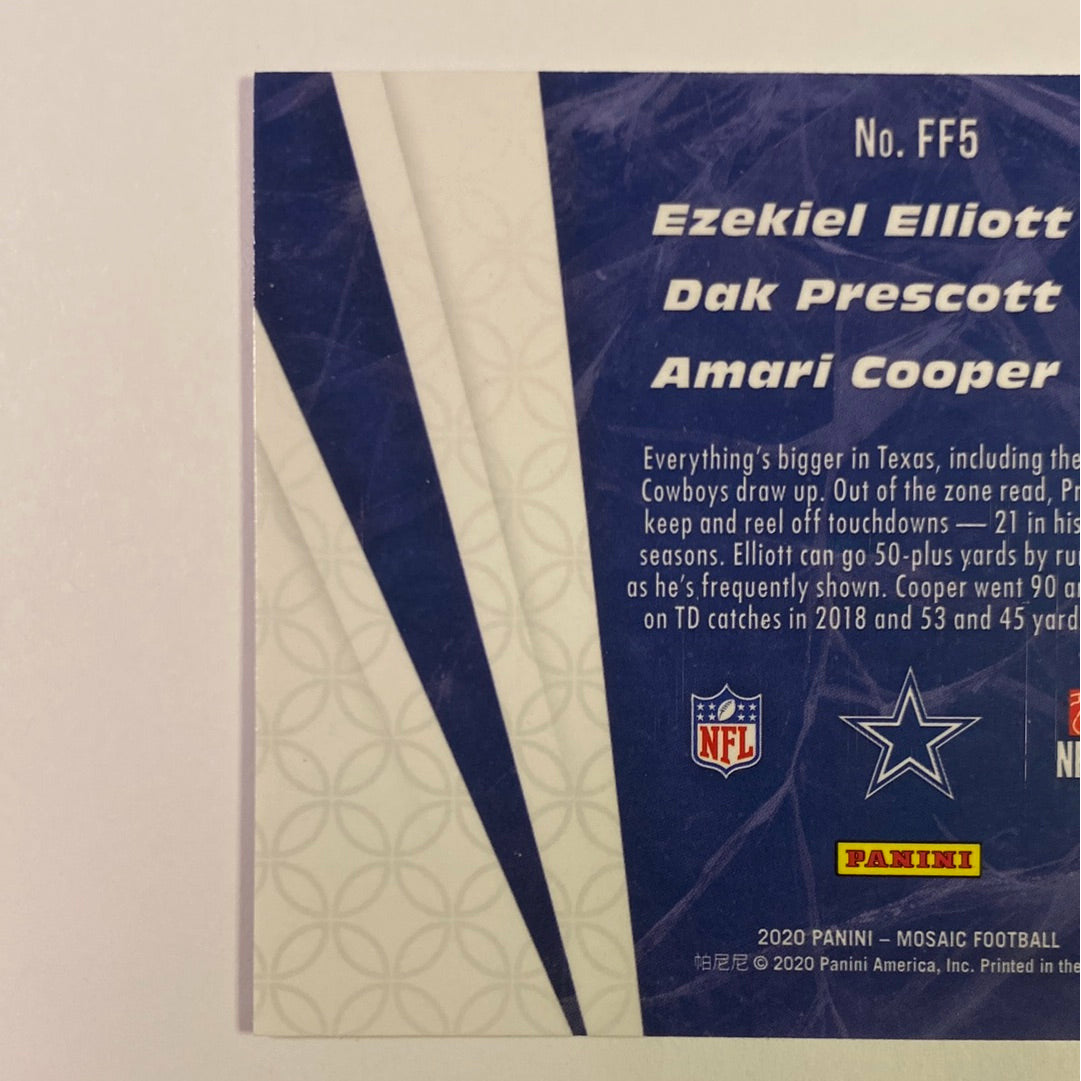 No. FF5
Ezekiel Elliott
Dak Prescott
Amari Cooper
Everything's bigger in Texas, including the
Cowboys draw up. Out of the zone read,
keep and reel off touchdowns — 21 in his
seasons. Elliott can go 50-plus yards by
as he's frequently shown. Cooper went 90
on TD catches in 2018 and 53 and 45
NFL
PANINI
2020 PANINI – MOSAIC FOOTBALL
帕尼尼 © 2020 Panini America, Inc. Printed in the